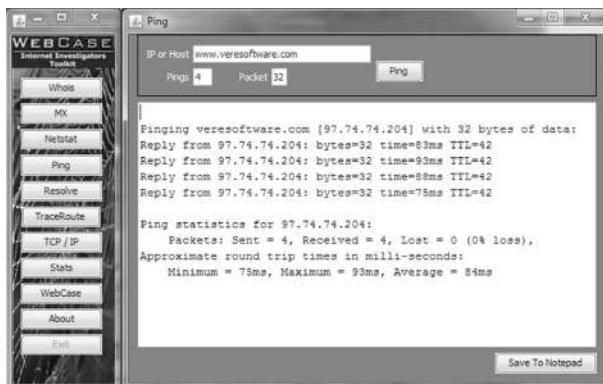 WEBCASE
Internet Investigators
Toolkit
Whois
MX
Netstat
Ping
Resolve
TraceRoute
TCP / IP
Stats
WebCase
About
Exit
Ping
IP or Host www.veresoftware.com
Pings 4 Packet 32 Ping
Pinging veresoftware.com [97.74.74.204] with 32 bytes of data:
Reply from 97.74.74.204: bytes=32 time=83ms TTL=42
Reply from 97.74.74.204: bytes=32 time=93ms TTL=42
Reply from 97.74.74.204: bytes=32 time=88ms TTL=42
Reply from 97.74.74.204: bytes=32 time=75ms TTL=42
Ping statistics for 97.74.74.204:
Packets: Sent = 4, Received = 4, Lost = 0 (0% loss),
Approximate round trip times in milli-seconds:
Minimum = 75ms, Maximum = 93ms, Average = 84ms
Save To Notepad